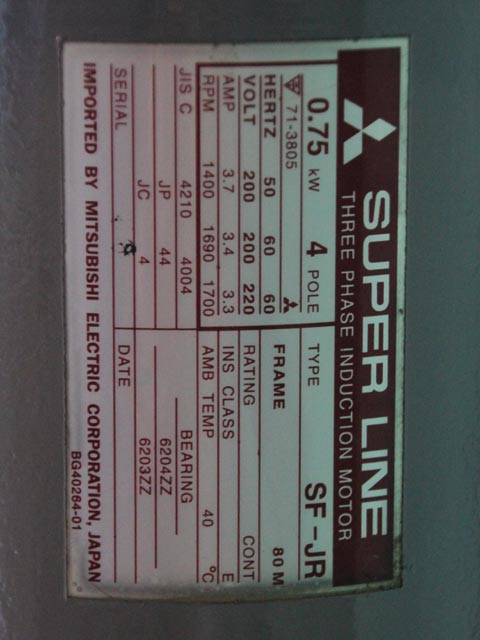 SUPER LINE
THREE PHASE INDUCTION MOTOR
0.75 kW 4 POLE TYPE SF-JR
71-3805
HERTZ 50 60 60 FRAME 80 M
VOLT 200 200 220 RATING CONT
AMP 3.7 3.4 3.3 INS CLASS E
RPM 1400 1690 1700 AMB TEMP 40 °C
JIS C 4210 4004 BEARING
JP 44 6204ZZ
JC 4 6203ZZ
SERIAL DATE
IMPORTED BY MITSUBISHI ELECTRIC CORPORATION, JAPAN
BG40264-01